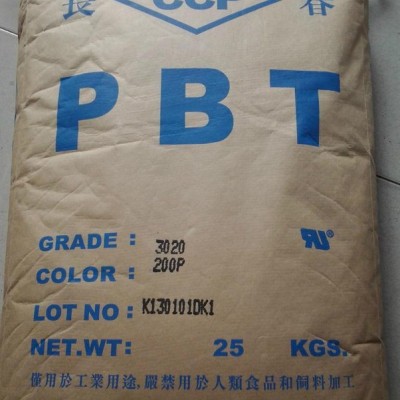 長 CCP 春
PBT
GRADE : 3020
COLOR : 200P
LOT NO : K130101DK1
NET.WT: 25 KGS.
僅用於工業用途,嚴禁用於人類食品和飼料加工